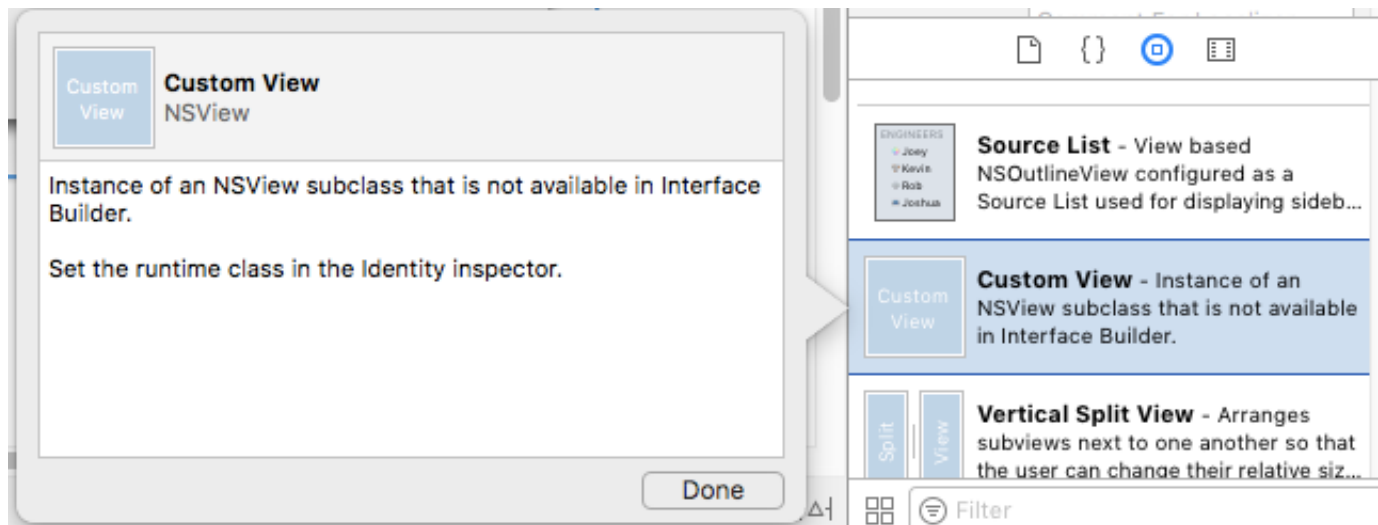 Custom
View
Custom View
NSView
Instance of an NSView subclass that is not available in Interface
Builder.
Set the runtime class in the Identity inspector.
Done
{}
ENGINEERS
Joey
Kevin
Rob
Joshua
Source List - View based
NSOutlineView configured as a
Source List used for displaying sideb...
Custom
View
Custom View - Instance of an
NSView subclass that is not available
in Interface Builder.
Split
View
Vertical Split View - Arranges
subviews next to one another so that
the user can change their relative siz...
Filter